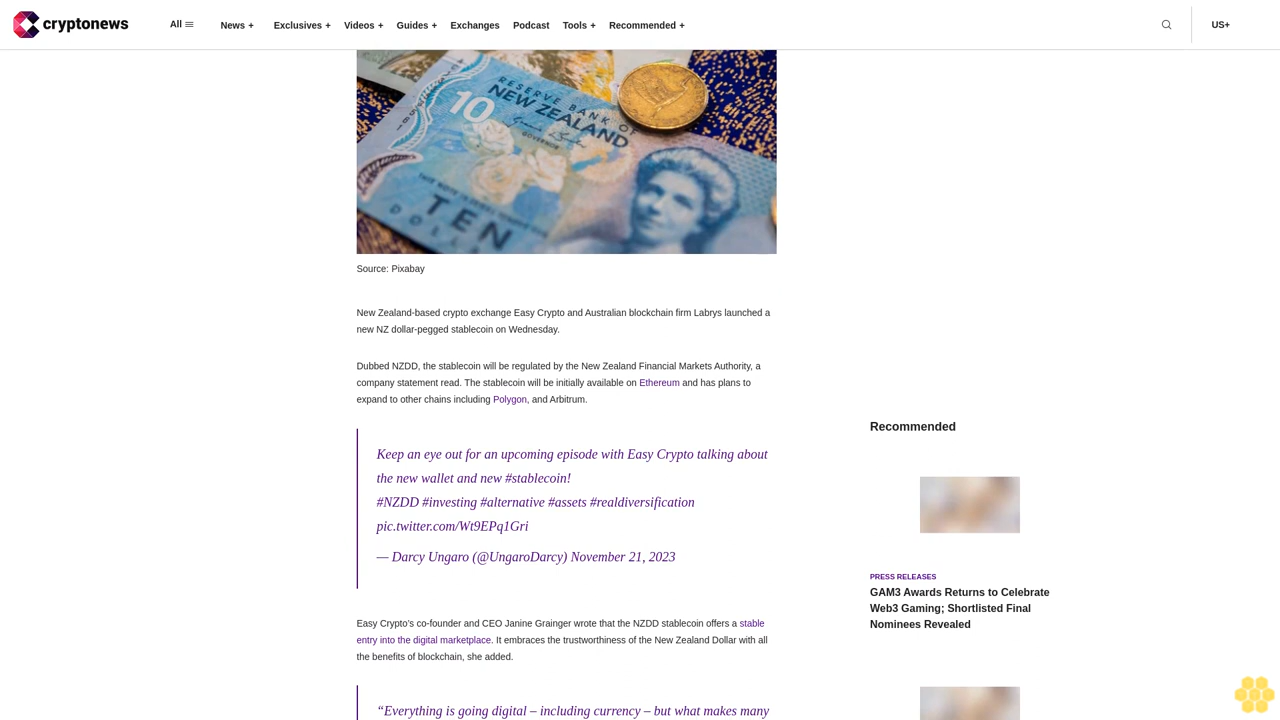 cryptonews
All
News +
Exclusives +
Videos +
Guides +
Exchanges
Podcast
Tools +
Recommended +
US+
10
RESERVE BANK OF
NEW ZEALAND
GOVERNOR
TEN
DOLLAR
Source: Pixabay
New Zealand-based crypto exchange Easy Crypto and Australian blockchain firm Labrys launched a
new NZ dollar-pegged stablecoin on Wednesday.
Dubbed NZDD, the stablecoin will be regulated by the New Zealand Financial Markets Authority, a
company statement read. The stablecoin will be initially available on Ethereum and has plans to
expand to other chains including Polygon, and Arbitrum.
Keep an eye out for an upcoming episode with Easy Crypto talking about
the new wallet and new #stablecoin!
#NZDD #investing #alternative #assets #realdiversification
pic.twitter.com/Wt9EPq1Gri
— Darcy Ungaro (@UngaroDarcy) November 21, 2023
Easy Crypto's co-founder and CEO Janine Grainger wrote that the NZDD stablecoin offers a stable
entry into the digital marketplace. It embraces the trustworthiness of the New Zealand Dollar with all
the benefits of blockchain, she added.
“Everything is going digital – including currency – but what makes many
Recommended
PRESS RELEASES
GAM3 Awards Returns to Celebrate
Web3 Gaming; Shortlisted Final
Nominees Revealed